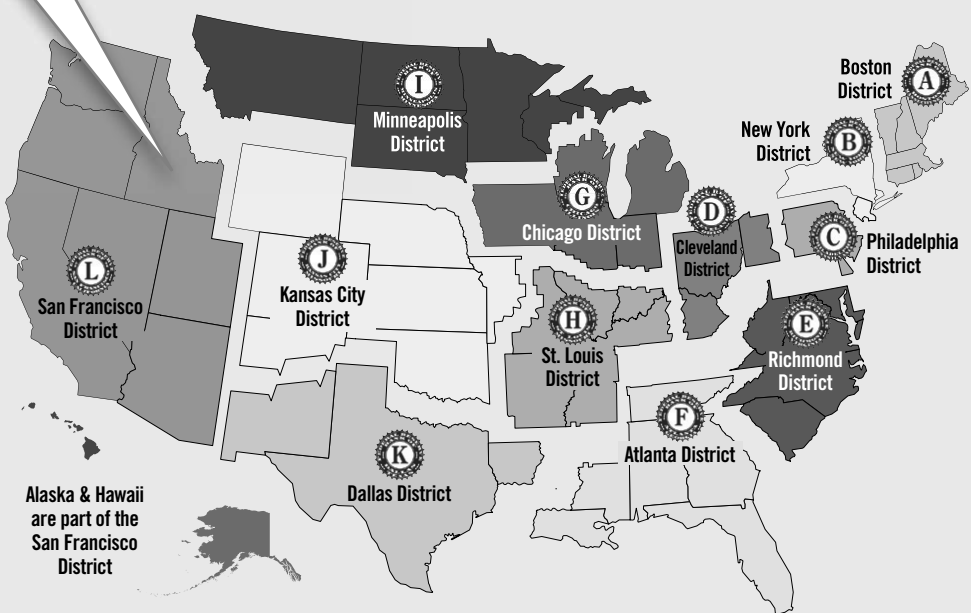 I
Minneapolis
District
Boston
District
A
New York
District
B
G
Chicago District
D
Cleveland
District
C
Philadelphia
District
L
San Francisco
District
J
Kansas City
District
H
St. Louis
District
E
Richmond
District
F
Atlanta District
K
Dallas District
Alaska & Hawaii
are part of the
San Francisco
District